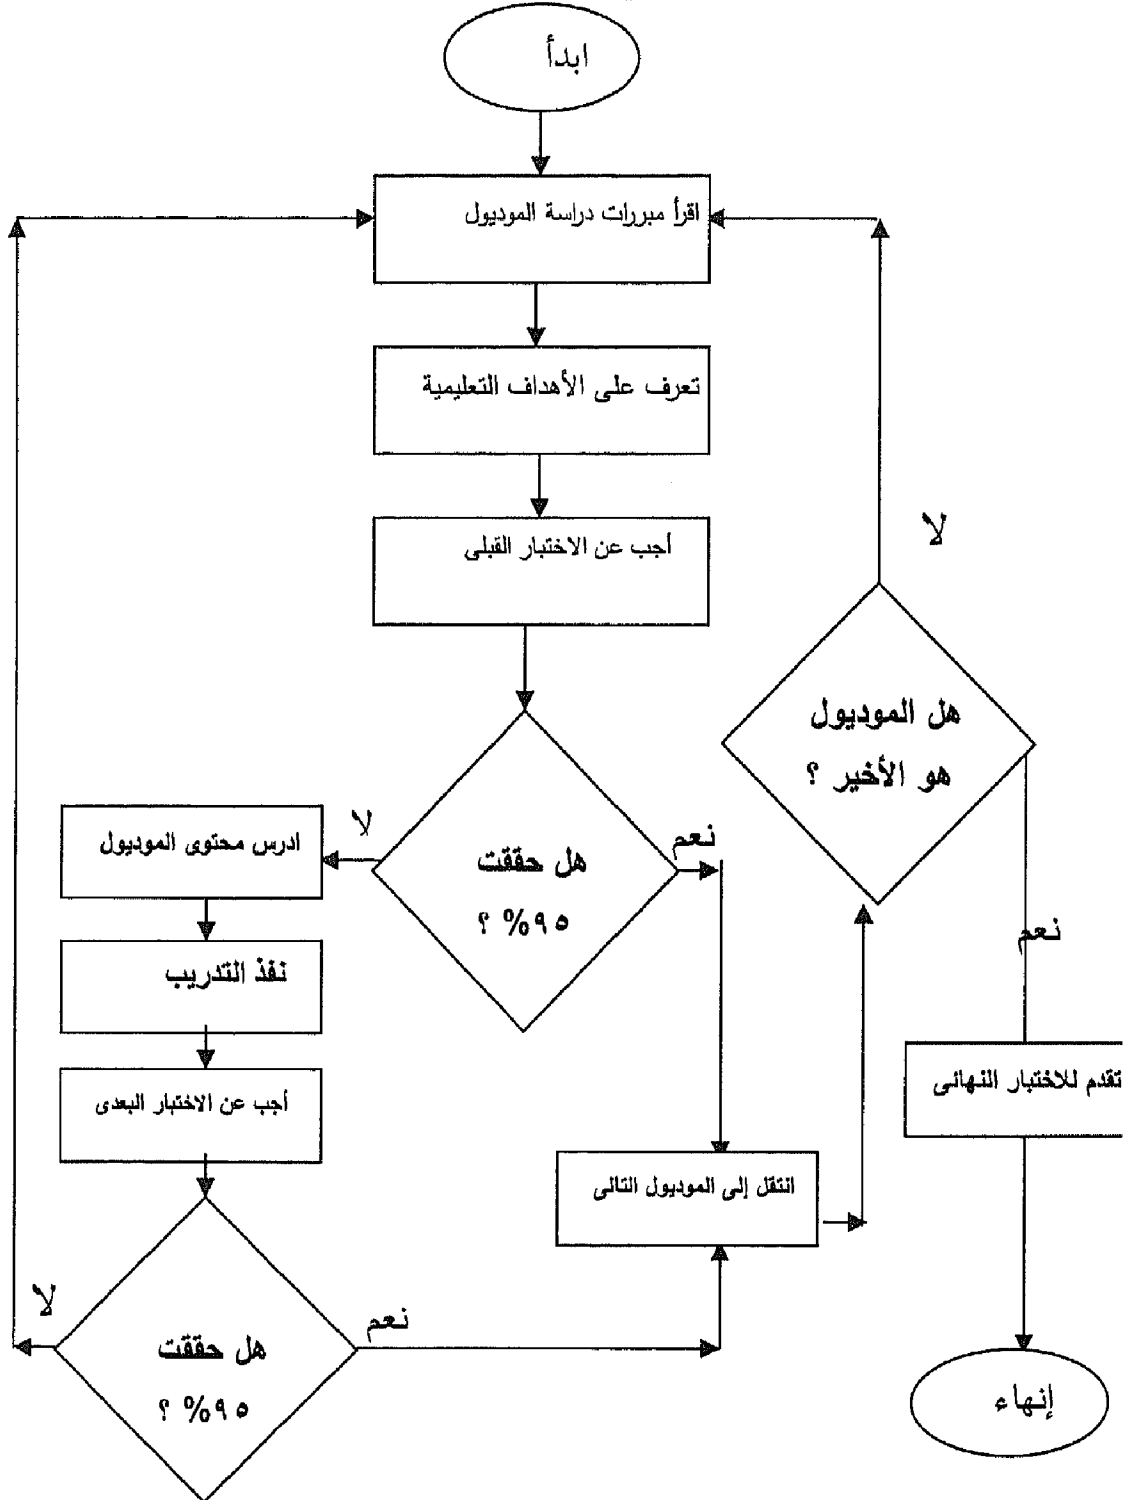 ابدأ
اقرأ مبررات دراسة الموديول
تعرف على الأهداف التعليمية
أجب عن الاختبار القبلى
لا
هل الموديول
هو الأخير ؟
نعم
هل حققت
٩٥% ؟
نعم
لا
ادرس محتوى الموديول
نفذ التدريب
أجب عن الاختبار البعدى
تقدم للاختبار النهائى
انتقل إلى الموديول التالى
هل حققت
٩٥% ؟
نعم
لا
إنهاء